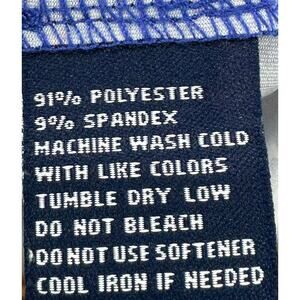 91% POLYESTER
9% SPANDEX
MACHINE WASH COLD
WITH LIKE COLORS
TUMBLE DRY LOW
DO NOT BLEACH
DO NOT USE SOFTENER
COOL IRON IF NEEDED